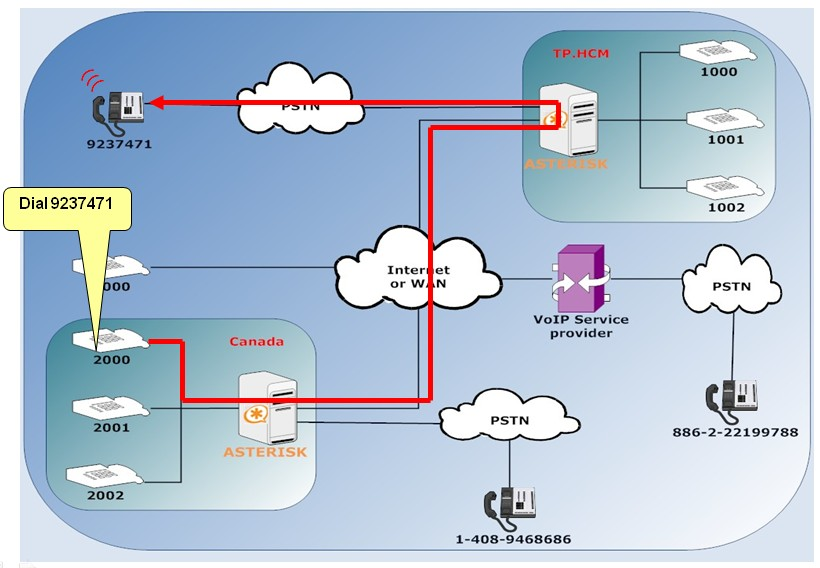 TP.HCM
1000
PSTN
9237471
1001
ASTERISK
1002
Dial 9237471
Internet
or WAN
000
PSTN
VoIP Service
provider
Canada
2000
2001
PSTN
886-2-22199788
ASTERISK
2002
1-408-9468686